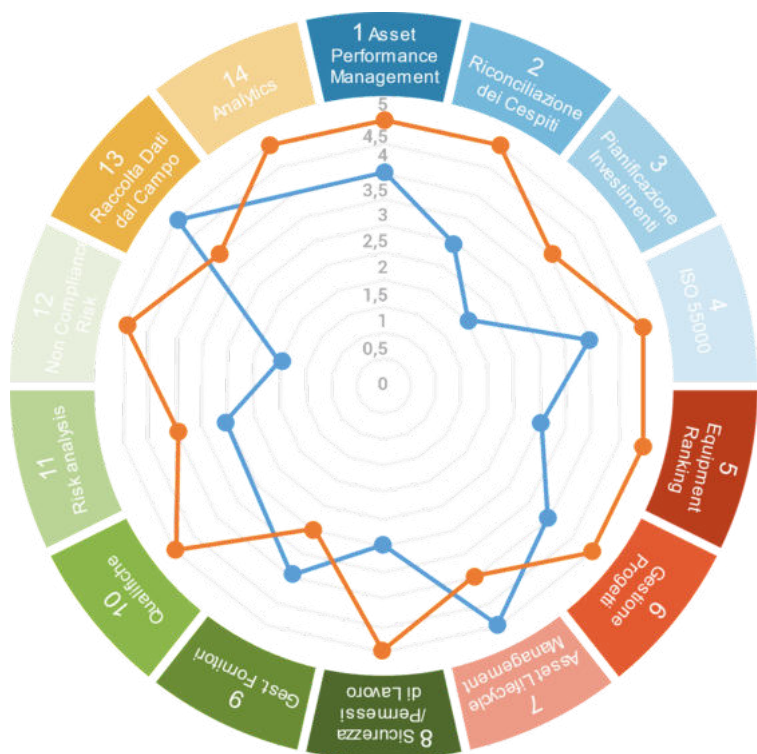 1 Asset
Performance
Management
2
Riconciliazione
dei Cespiti
3
Pianificazione
Investimenti
4
ISO 55000
5
Equipment
Ranking
6
Gestione
Progetti
7
Asset Lifecycle
Management
8 Sicurezza
/Permessi
di Lavoro
9
Gest. Fornitori
10
Qualifiche
11
Risk analysis
12
Non Compliance
Risk
13
Raccolta Dati
dal Campo
14
Analytics
5
4,5
4
3,5
3
2,5
2
1,5
1
0,5
0